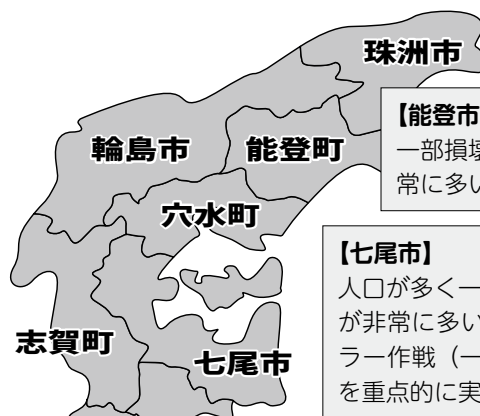 珠洲市
【能登市
一部損壊
常に多い
輪島市
能登町
穴水町
【七尾市】
人口が多く一
が非常に多い
ラー作戦（一
を重点的に実
志賀町
七尾市